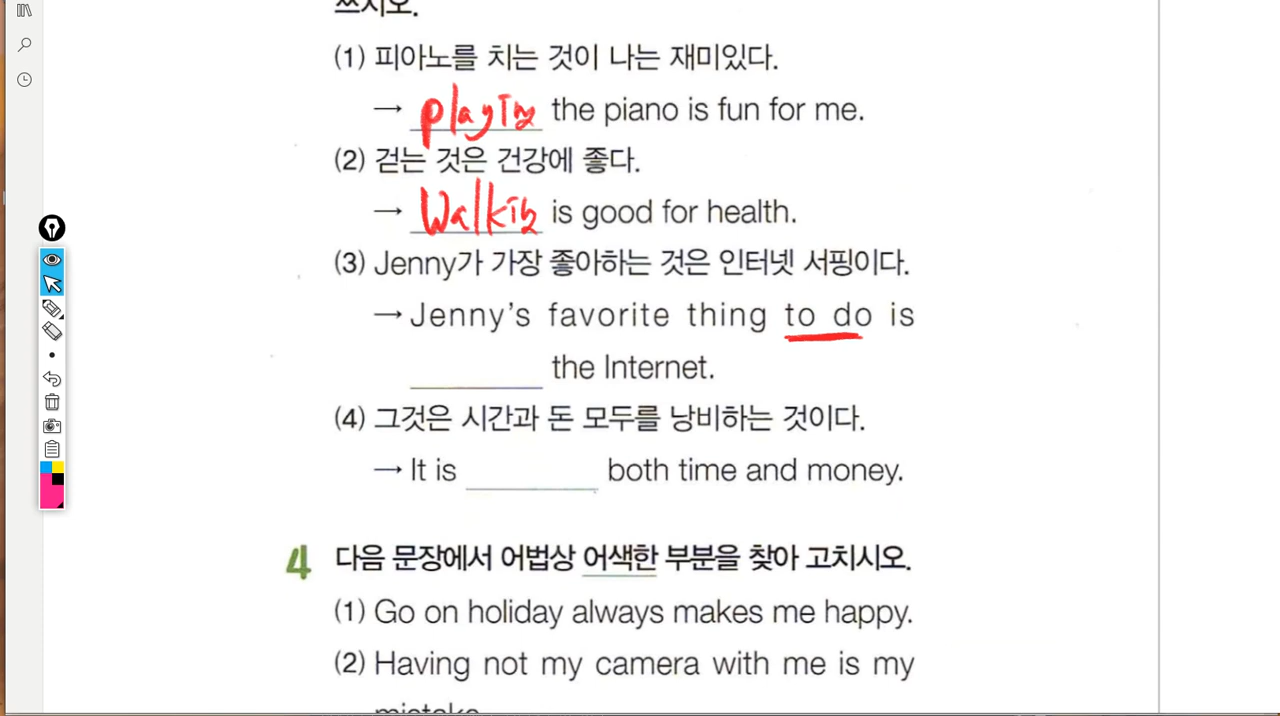 쓰시오.
(1) 피아노를 치는 것이 나는 재미있다.
→ playing the piano is fun for me.
(2) 걷는 것은 건강에 좋다.
→ Walking is good for health.
(3) Jenny가 가장 좋아하는 것은 인터넷 서핑이다.
→ Jenny’s favorite thing to do is
the Internet.
(4) 그것은 시간과 돈 모두를 낭비하는 것이다.
→ It is both time and money.
4 다음 문장에서 어법상 어색한 부분을 찾아 고치시오.
(1) Go on holiday always makes me happy.
(2) Having not my camera with me is my
mistake